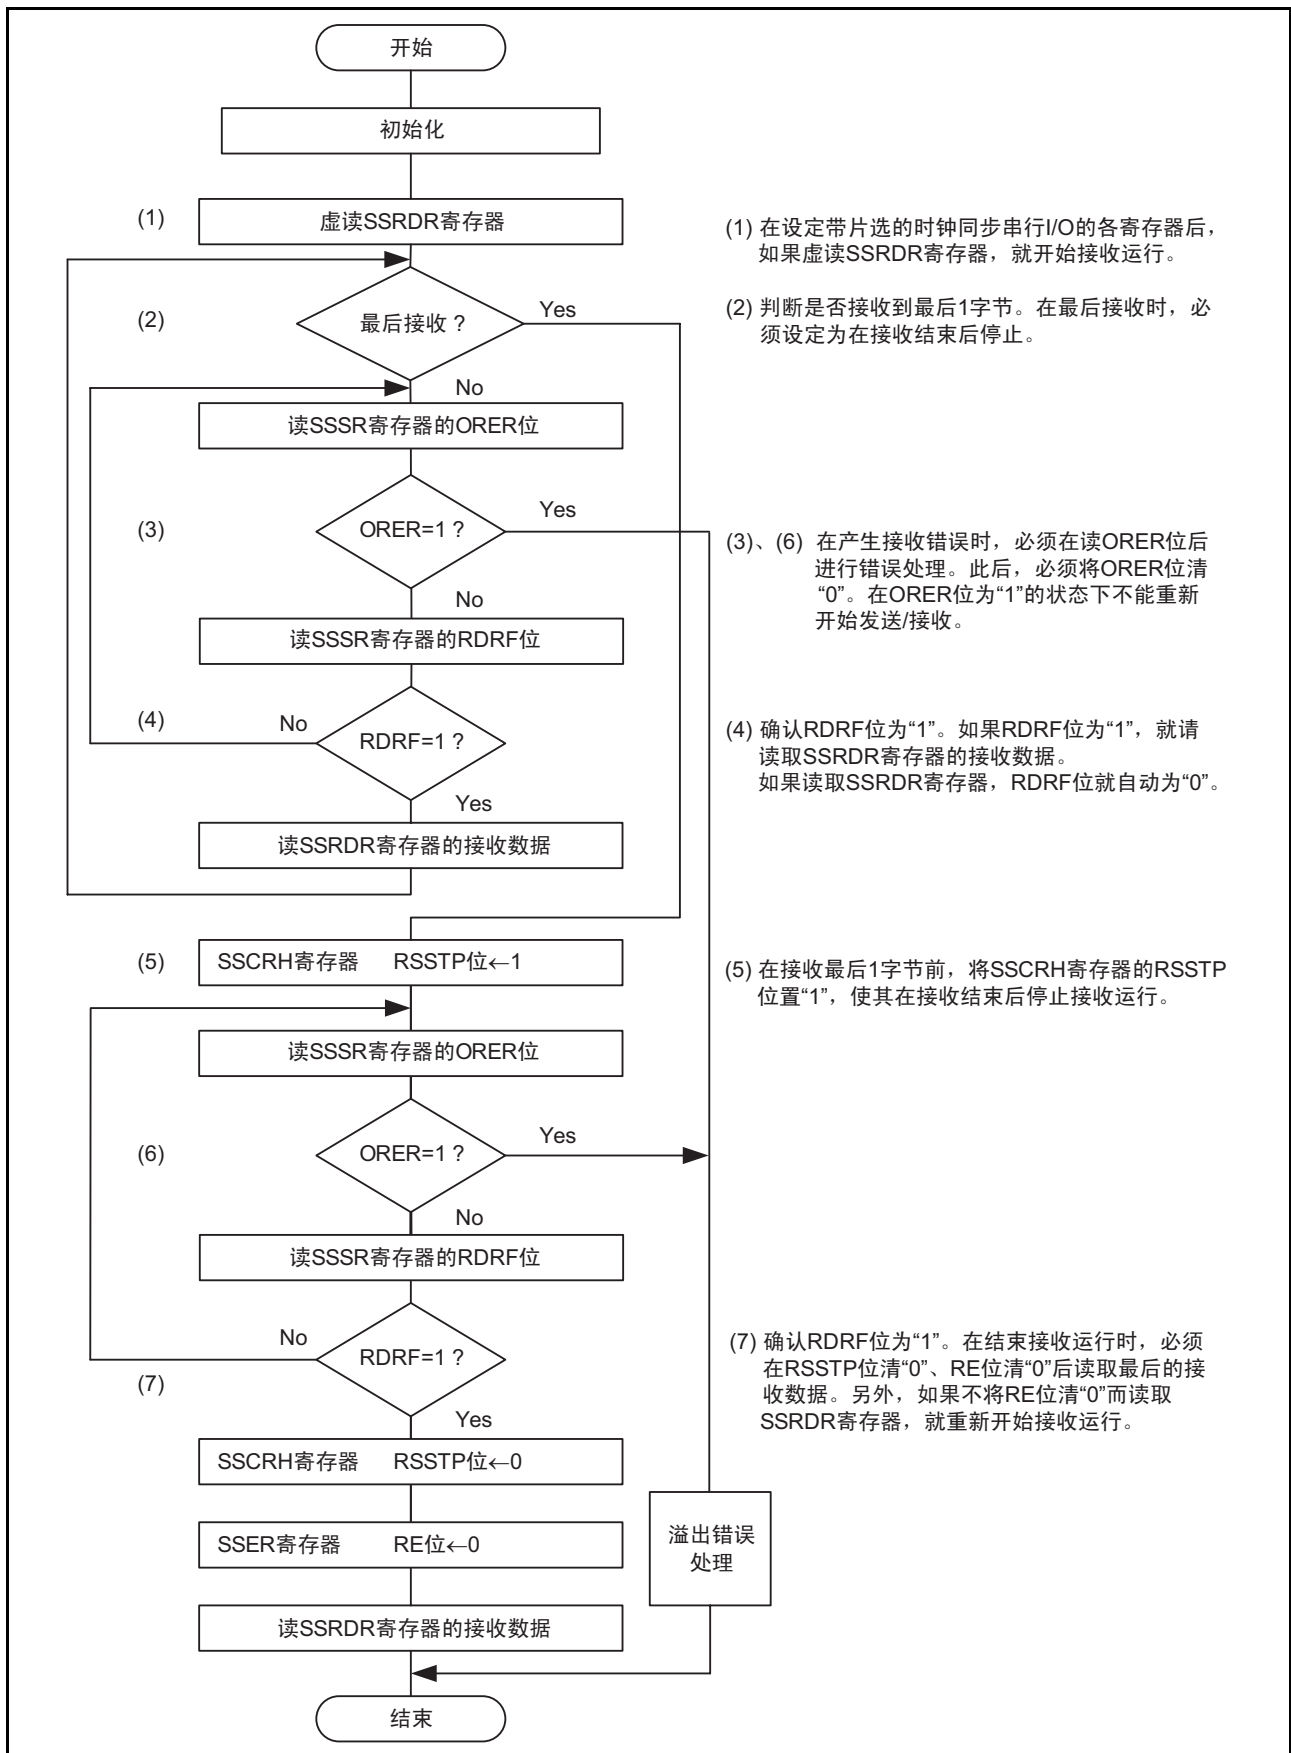 开始
初始化
(1)
虚读SSRDR寄存器
(1) 在设定带片选的时钟同步串行I/O的各寄存器后，
如果虚读SSRDR寄存器，就开始接收运行。
(2)
最后接收 ?
Yes
(2) 判断是否接收到最后1字节。在最后接收时，必
须设定为在接收结束后停止。
No
读SSSR寄存器的ORER位
(3)
ORER=1 ?
Yes
(3)、(6) 在产生接收错误时，必须在读ORER位后
进行错误处理。此后，必须将ORER位清
“0”。在ORER位为“1”的状态下不能重新
开始发送/接收。
No
读SSSR寄存器的RDRF位
(4)
No
RDRF=1 ?
(4) 确认RDRF位为“1”。如果RDRF位为“1”，就请
读取SSRDR寄存器的接收数据。
如果读取SSRDR寄存器，RDRF位就自动为“0”。
Yes
读SSRDR寄存器的接收数据
(5)
SSCRH寄存器 RSSTP位←1
(5) 在接收最后1字节前，将SSCRH寄存器的RSSTP
位置“1”，使其在接收结束后停止接收运行。
读SSSR寄存器的ORER位
(6)
ORER=1 ?
Yes
No
读SSSR寄存器的RDRF位
No
RDRF=1 ?
(7)
(7) 确认RDRF位为“1”。在结束接收运行时，必须
在RSSTP位清“0”、RE位清“0”后读取最后的接
收数据。另外，如果不将RE位清“0”而读取
SSRDR寄存器，就重新开始接收运行。
Yes
SSCRH寄存器 RSSTP位←0
SSER寄存器 RE位←0
溢出错误
处理
读SSRDR寄存器的接收数据
结束